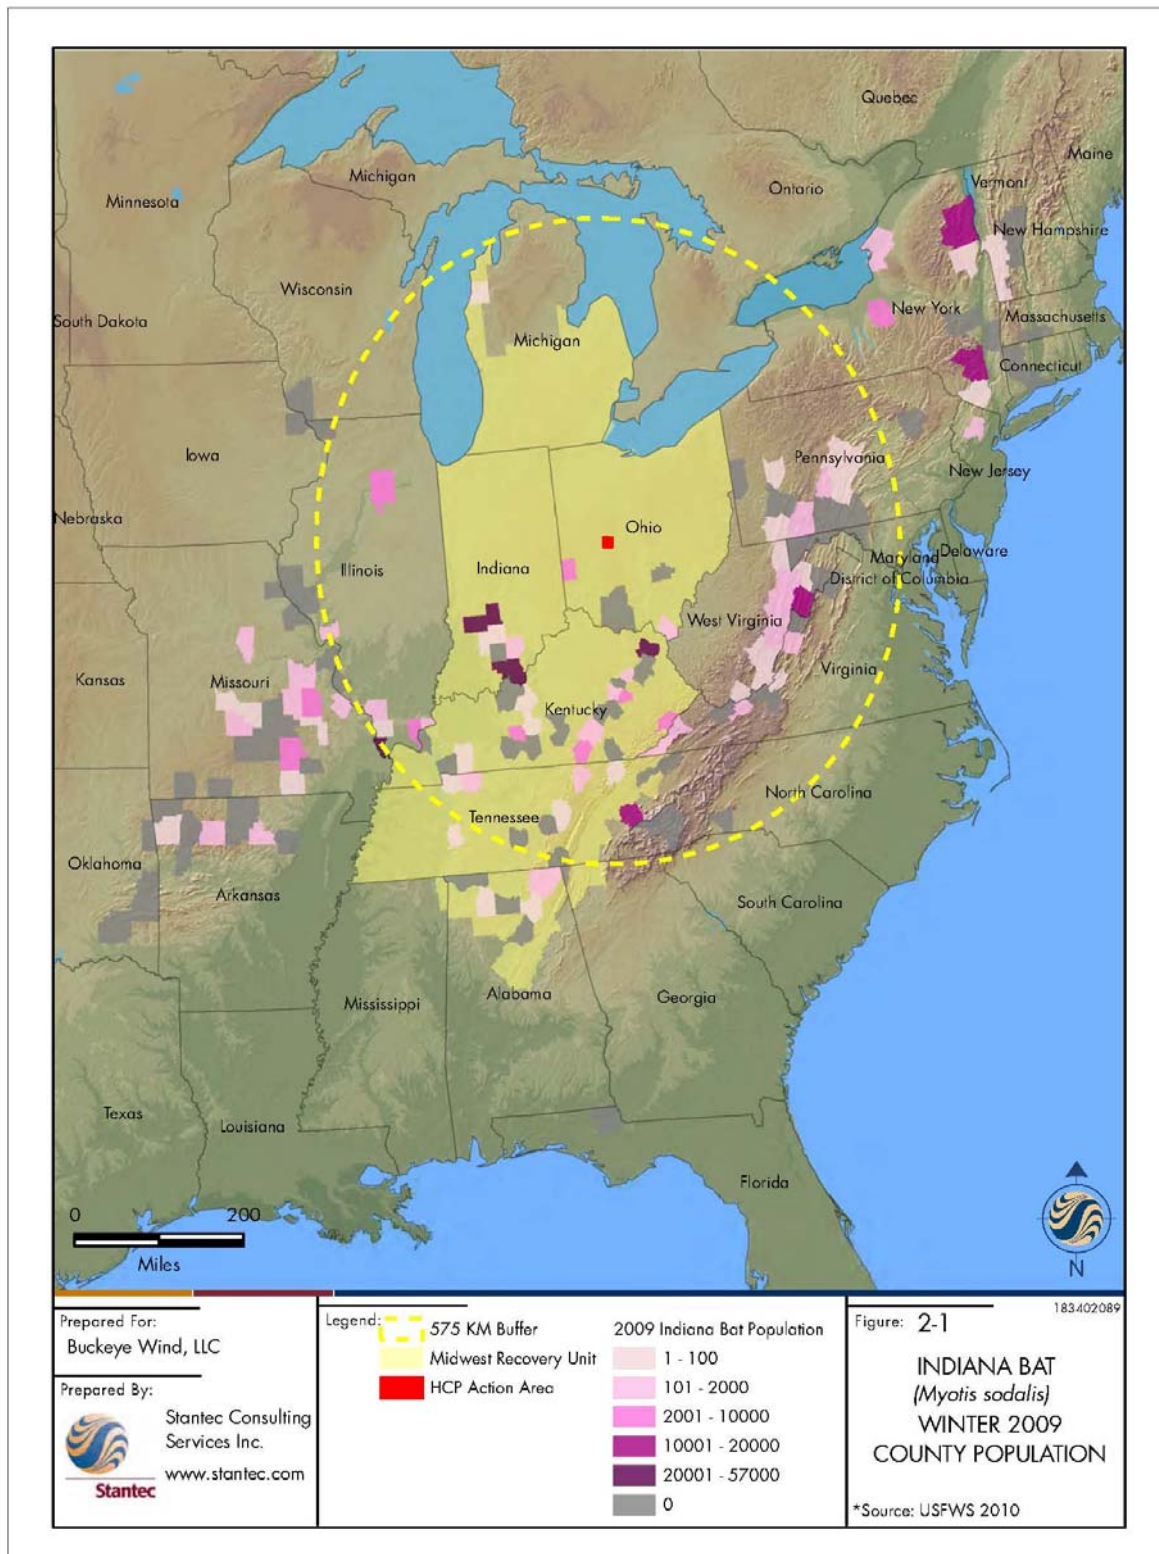 Quebec
Maine
Michigan
Minnesota
Ontario
Vermont
New Hampshire
Wisconsin
South Dakota
New York
Massachusetts
Michigan
Connecticut
Iowa
Pennsylvania
New Jersey
Nebraska
Ohio
Illinois
Indiana
Maryland
Delaware
District of Columbia
West Virginia
Kansas
Missouri
Virginia
Kentucky
North Carolina
Tennessee
Oklahoma
Arkansas
South Carolina
Mississippi
Alabama
Georgia
Texas
Louisiana
Florida
0 200
Miles
N
Prepared For:
Buckeye Wind, LLC
Prepared By:
Stantec Consulting
Services Inc.
www.stantec.com
Stantec
Legend:
575 KM Buffer
Midwest Recovery Unit
HCP Action Area
2009 Indiana Bat Population
1 - 100
101 - 2000
2001 - 10000
10001 - 20000
20001 - 57000
0
183402089
Figure: 2-1
INDIANA BAT
(Myotis sodalis)
WINTER 2009
COUNTY POPULATION
*Source: USFWS 2010